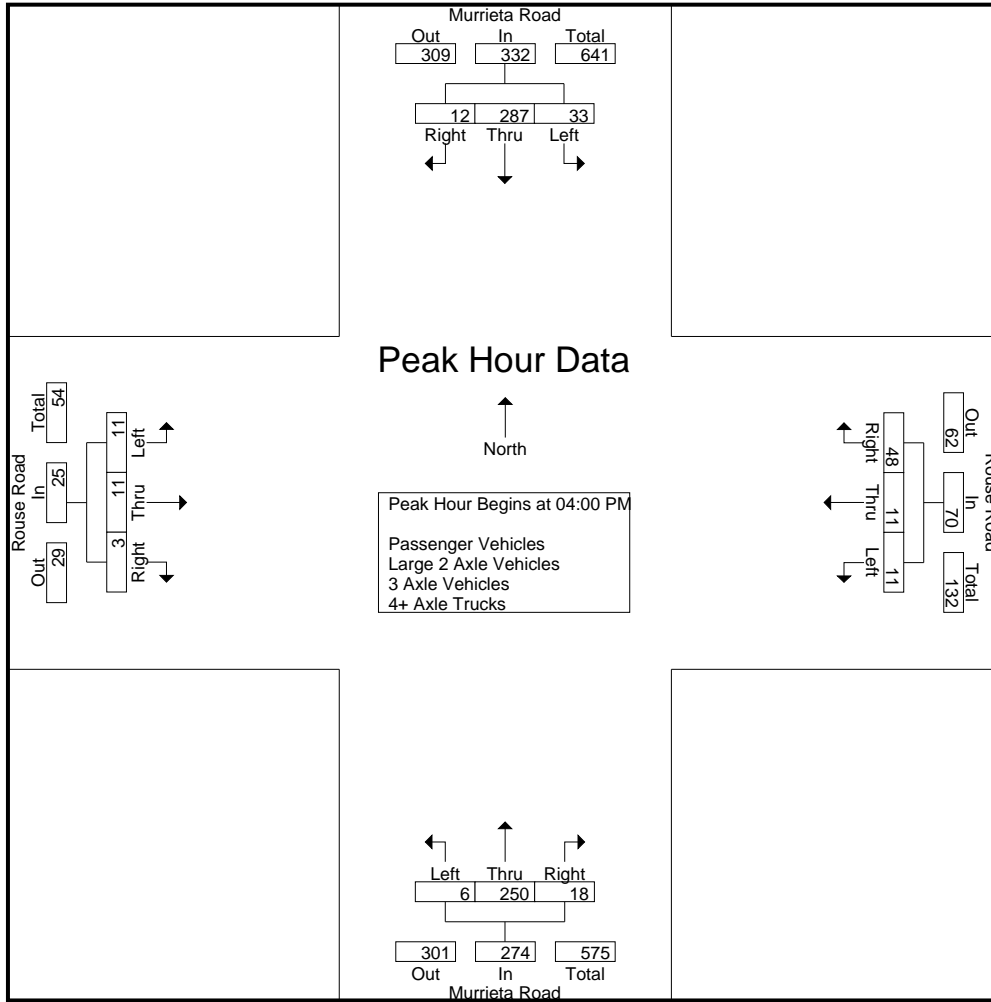 Murrieta Road
Out In Total
309 332 641
12 287 33
Right Thru Left
Peak Hour Data
North
Peak Hour Begins at 04:00 PM
Passenger Vehicles
Large 2 Axle Vehicles
3 Axle Vehicles
4+ Axle Trucks
Rouse Road
Total In Out
54 25 29
11 11 3
Left Thru Right
Rouse Road
Out In Total
62 70 132
48 11 11
Right Thru Left
Left Thru Right
6 250 18
301 274 575
Out In Total
Murrieta Road